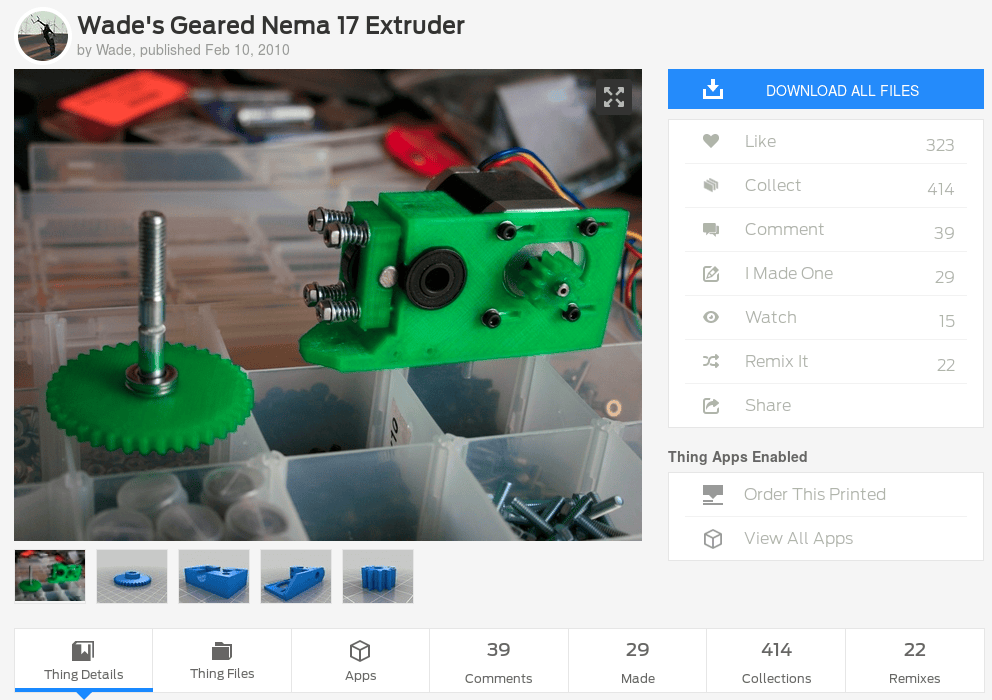 Wade's Geared Nema 17 Extruder
by Wade, published Feb 10, 2010
DOWNLOAD ALL FILES
Like 323
Collect 414
Comment 39
I Made One 29
Watch 15
Remix It 22
Share
Thing Apps Enabled
Order This Printed
View All Apps
Thing Details
Thing Files
Apps
39
Comments
29
Made
414
Collections
22
Remixes